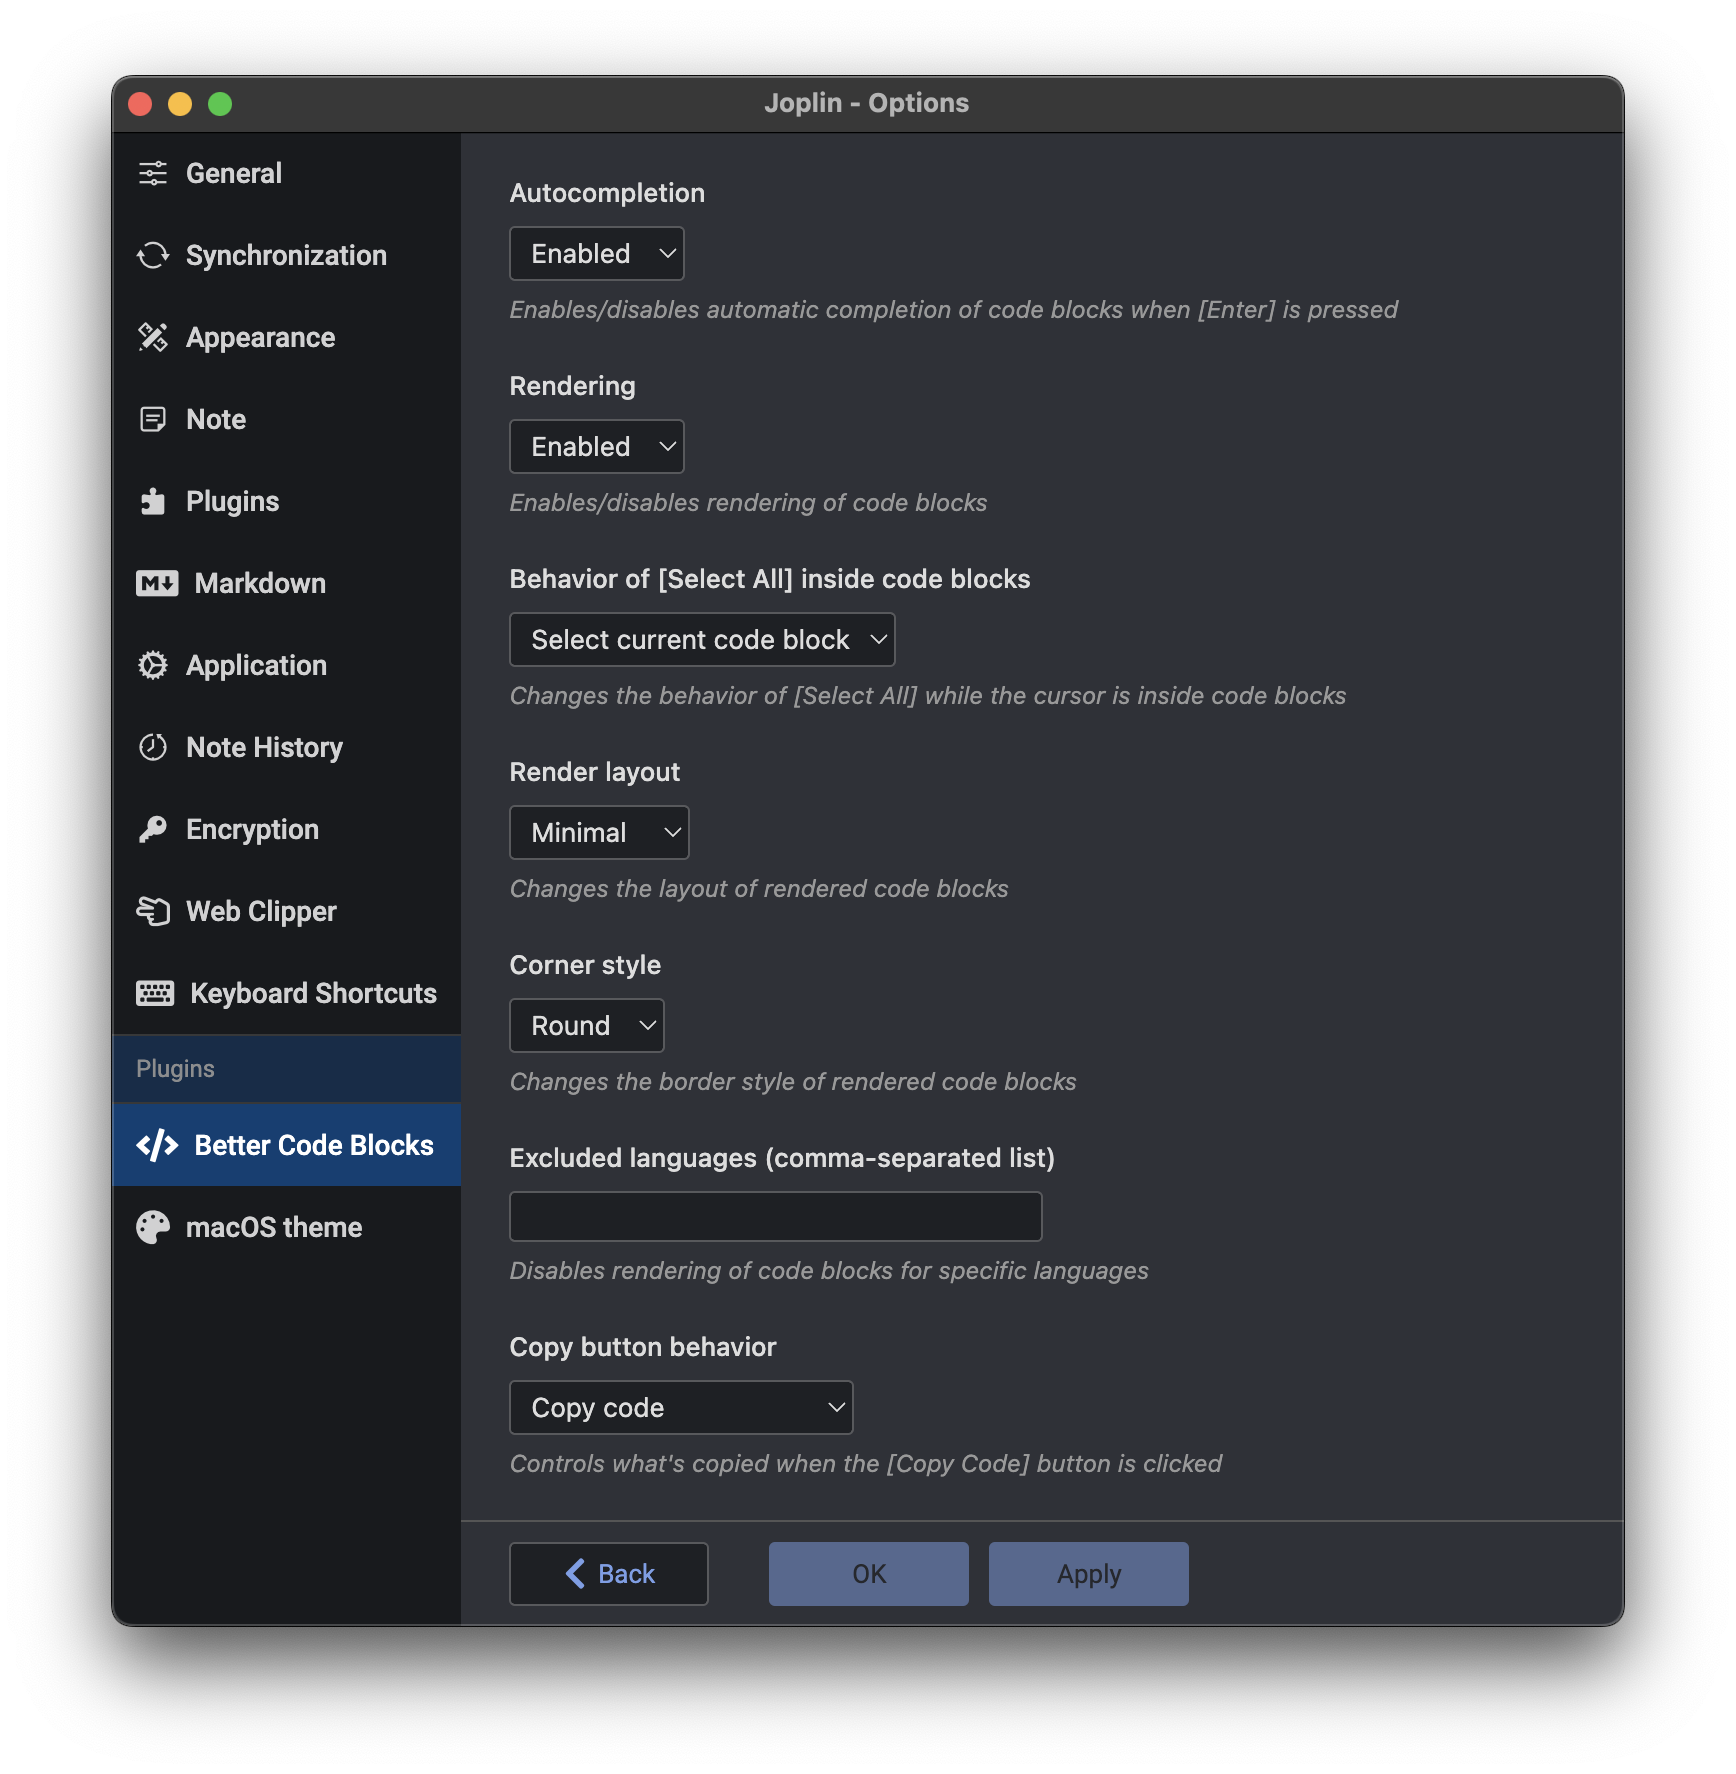 Joplin - Options
General
Synchronization
Appearance
Note
Plugins
Markdown
Application
Note History
Encryption
Web Clipper
Keyboard Shortcuts
Plugins
Better Code Blocks
macOS theme
Autocompletion
Enabled
Enables/disables automatic completion of code blocks when [Enter] is pressed
Rendering
Enabled
Enables/disables rendering of code blocks
Behavior of [Select All] inside code blocks
Select current code block
Changes the behavior of [Select All] while the cursor is inside code blocks
Render layout
Minimal
Changes the layout of rendered code blocks
Corner style
Round
Changes the border style of rendered code blocks
Excluded languages (comma-separated list)
Disables rendering of code blocks for specific languages
Copy button behavior
Copy code
Controls what's copied when the [Copy Code] button is clicked
Back
OK
Apply